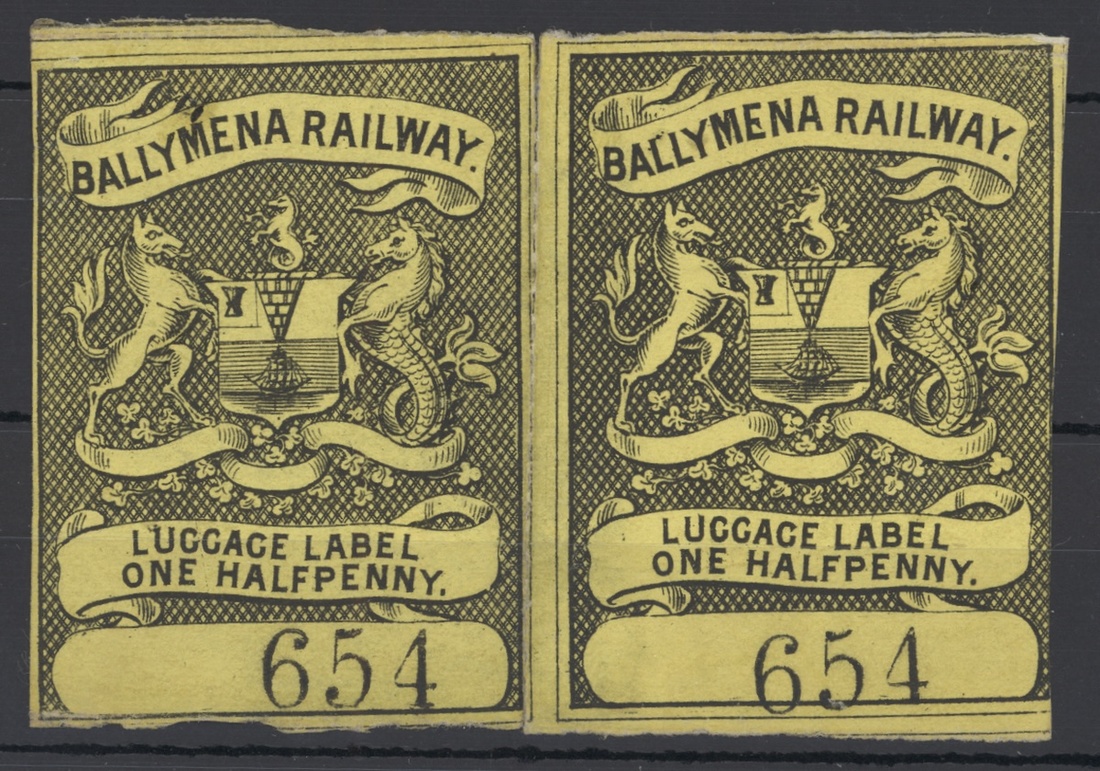 BALLYMENA RAILWAY.
LUGGAGE LABEL
ONE HALFPENNY.
654
BALLYMENA RAILWAY.
LUGGAGE LABEL
ONE HALFPENNY.
654